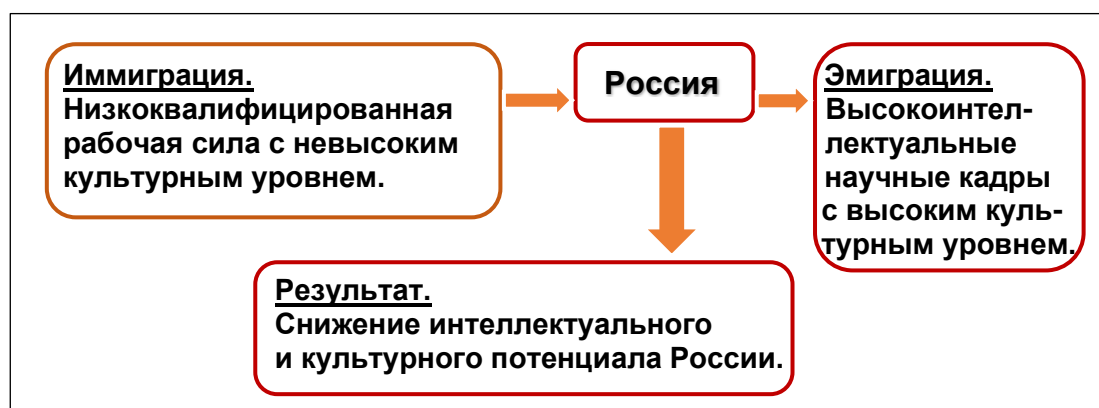 Иммиграция.
Низкоквалифицированная
рабочая сила с невысоким
культурным уровнем.
Россия
Эмиграция.
Высокоинтел-
лектуальные
научные кадры
с высоким куль-
турным уровнем.
Результат.
Снижение интеллектуального
и культурного потенциала России.